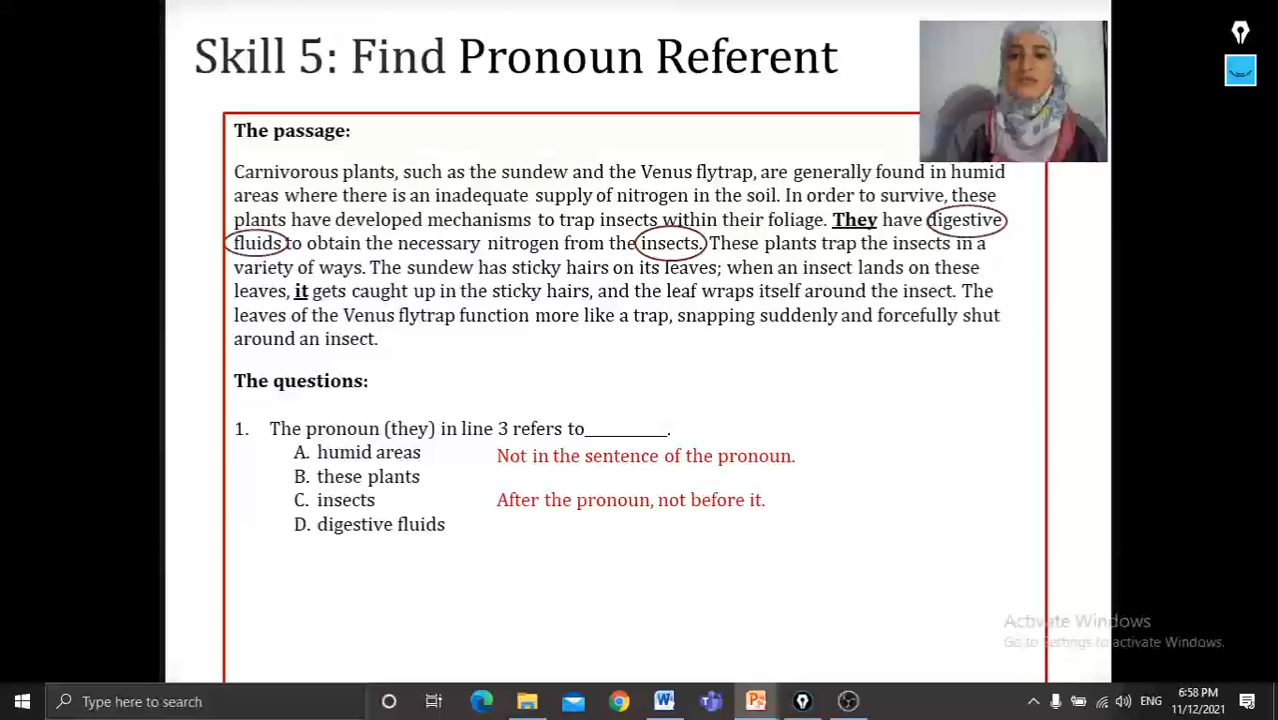 Skill 5: Find Pronoun Referent
The passage:
Carnivorous plants, such as the sundew and the Venus flytrap, are generally found in humid
areas where there is an inadequate supply of nitrogen in the soil. In order to survive, these
plants have developed mechanisms to trap insects within their foliage. They have digestive
fluids to obtain the necessary nitrogen from the insects. These plants trap the insects in a
variety of ways. The sundew has sticky hairs on its leaves; when an insect lands on these
leaves, it gets caught up in the sticky hairs, and the leaf wraps itself around the insect. The
leaves of the Venus flytrap function more like a trap, snapping suddenly and forcefully shut
around an insect.
The questions:
1. The pronoun (they) in line 3 refers to_________.
A. humid areas
Not in the sentence of the pronoun.
B. these plants
C. insects
After the pronoun, not before it.
D. digestive fluids
Activate Windows
Go to Settings to activate Windows.
Type here to search
ENG
6:58 PM
11/12/2021